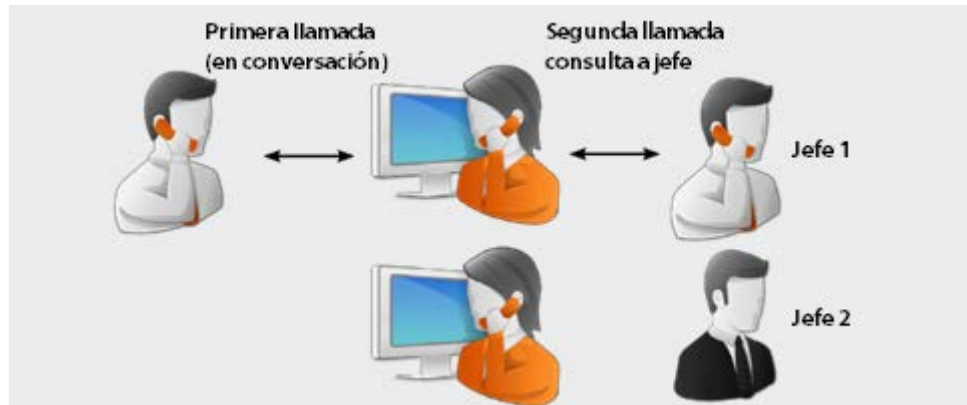 Primera llamada
(en conversación)
Segunda llamada
consulta a jefe
Jefe 1
Jefe 2